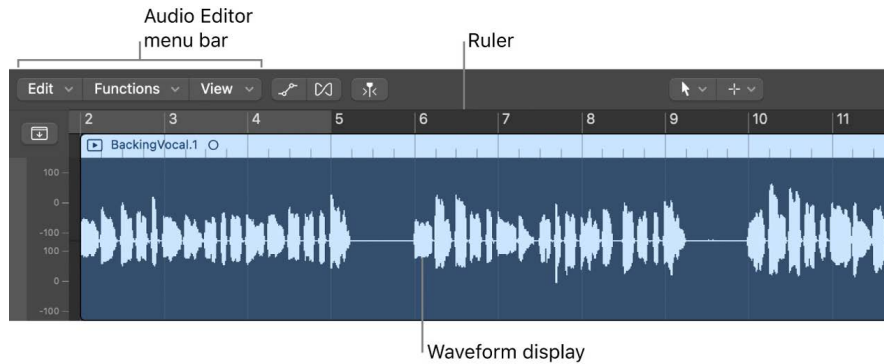 Audio Editor
menu bar
Ruler
Edit Functions View
2 3 4 5 6 7 8 9 10 11
BackingVocal.1
100
0
-100
100
0
-100
Waveform display